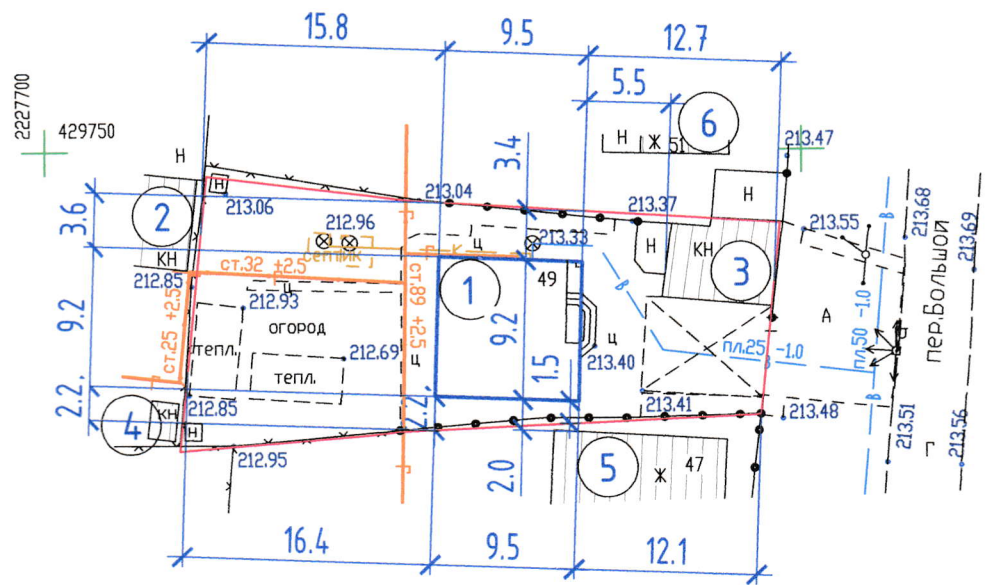 15.8
9.5
12.7
5.5
2227700
429750
Н
6
Н
Ж
51
213.47
3.4
Н
3.6
2
Н
213.06
213.04
213.37
212.96
213.33
213.55
213.68
В
213.69
септик
К
Ц
Н
КН
3
КН
212.85
ст.32 +2.5
1
49
В
9.2
ст.25 +2.5
212.93
Ц
ОГОРОД
ст.89 +2.5
9.2
Ц
А
пер.Большой
ТЕПЛ.
212.69
ТЕПЛ.
Ц
213.40
пл.25 -1.0
В
пл.50 -1.0
1.5
2.2
212.85
2.2
213.41
213.48
В
213.51
213.56
КН
4
Н
Г
212.95
Г
2.0
5
Ж
47
16.4
9.5
12.1